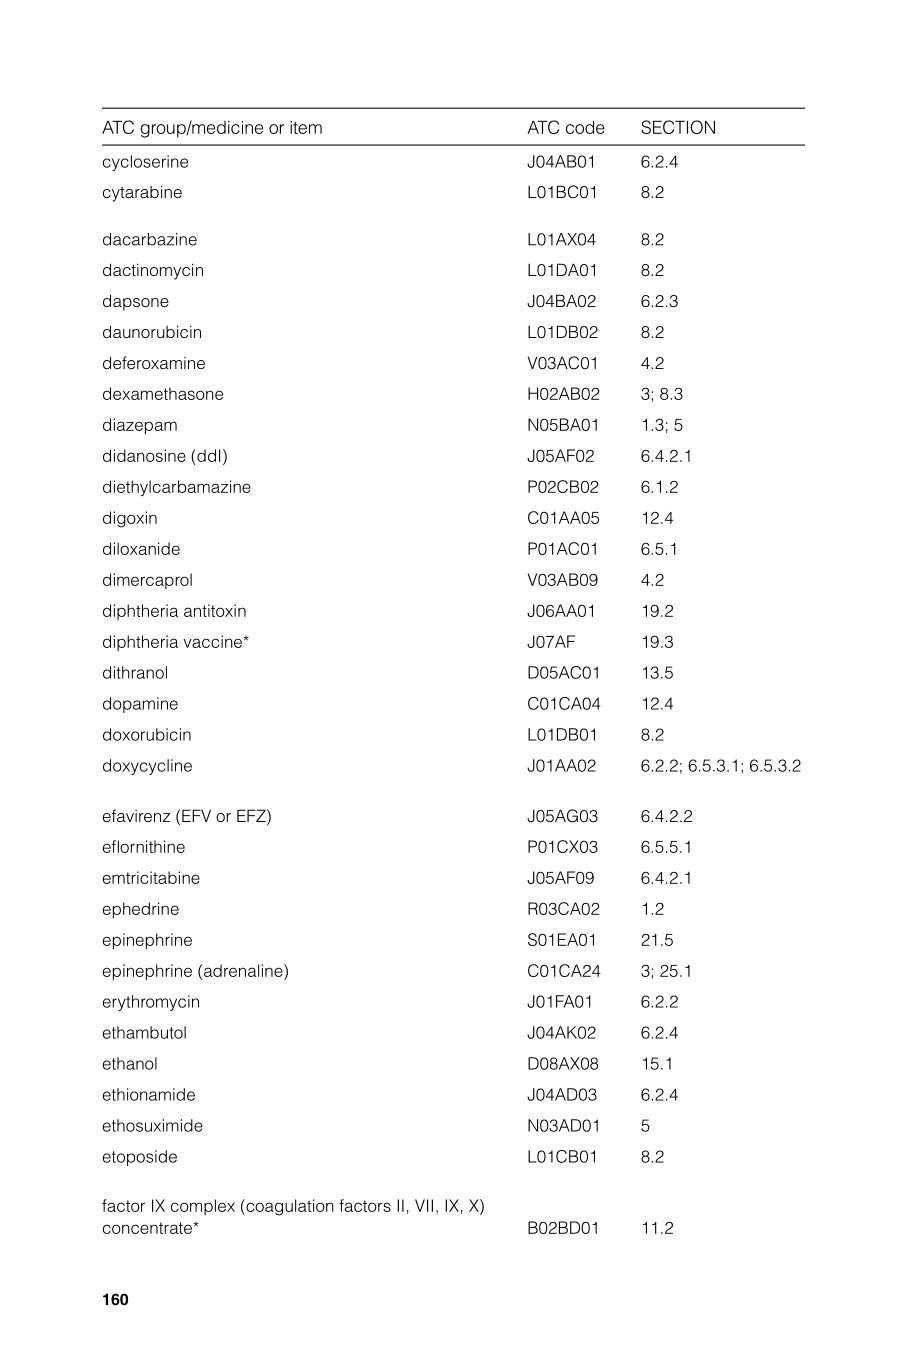 ATC group/medicine or item ATC code SECTION
cycloserine J04AB01 6.2.4
cytarabine L01BC01 8.2
dacarbazine L01AX04 8.2
dactinomycin L01DA01 8.2
dapsone J04BA02 6.2.3
daunorubicin L01DB02 8.2
deferoxamine V03AC01 4.2
dexamethasone H02AB02 3; 8.3
diazepam N05BA01 1.3; 5
didanosine (ddI) J05AF02 6.4.2.1
diethylcarbamazine P02CB02 6.1.2
digoxin C01AA05 12.4
diloxanide P01AC01 6.5.1
dimercaprol V03AB09 4.2
diphtheria antitoxin J06AA01 19.2
diphtheria vaccine* J07AF 19.3
dithranol D05AC01 13.5
dopamine C01CA04 12.4
doxorubicin L01DB01 8.2
doxycycline J01AA02 6.2.2; 6.5.3.1; 6.5.3.2
efavirenz (EFV or EFZ) J05AG03 6.4.2.2
eflornithine P01CX03 6.5.5.1
emtricitabine J05AF09 6.4.2.1
ephedrine R03CA02 1.2
epinephrine S01EA01 21.5
epinephrine (adrenaline) C01CA24 3; 25.1
erythromycin J01FA01 6.2.2
ethambutol J04AK02 6.2.4
ethanol D08AX08 15.1
ethionamide J04AD03 6.2.4
ethosuximide N03AD01 5
etoposide L01CB01 8.2
factor IX complex (coagulation factors II, VII, IX, X)
concentrate* B02BD01 11.2
160